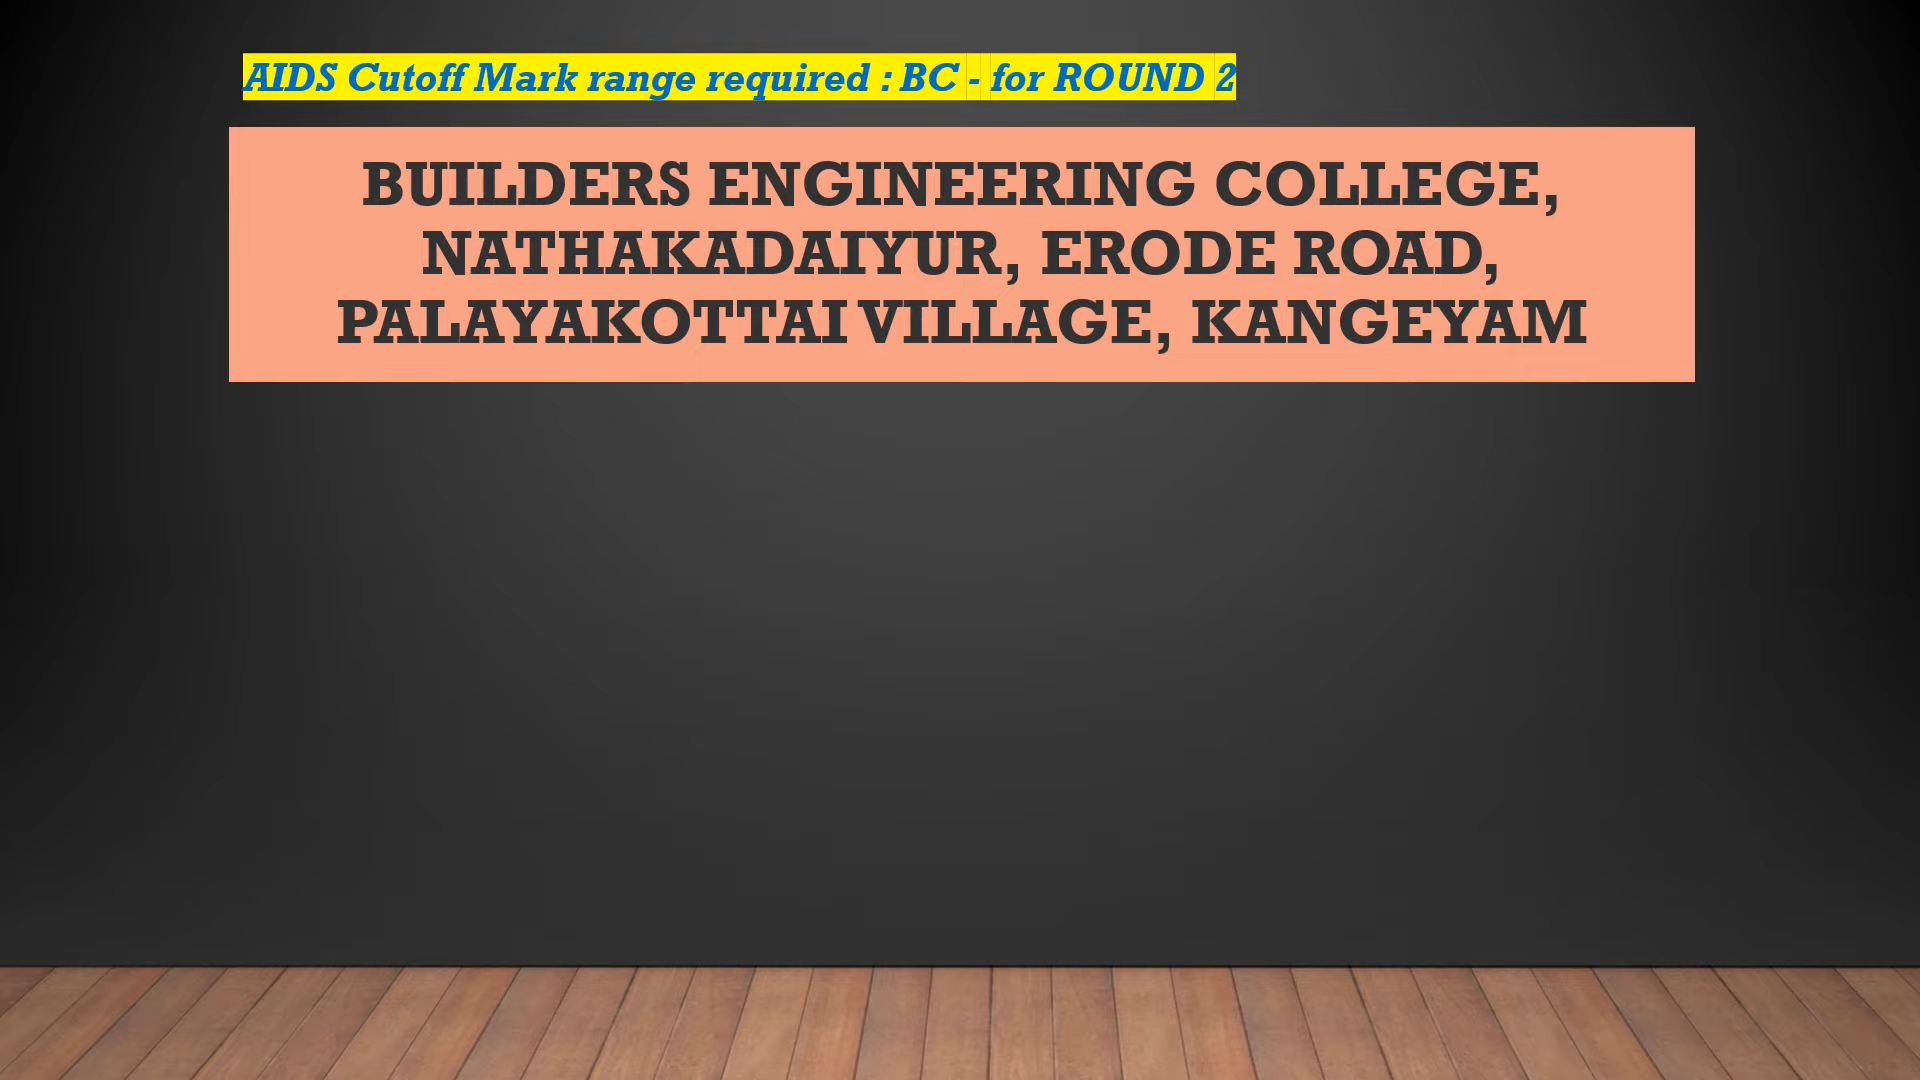 AIDS Cutoff Mark range required : BC - for ROUND 2
BUILDERS ENGINEERING COLLEGE,
NATHAKADAIYUR, ERODE ROAD,
PALAYAKOTTAI VILLAGE, KANGEYAM